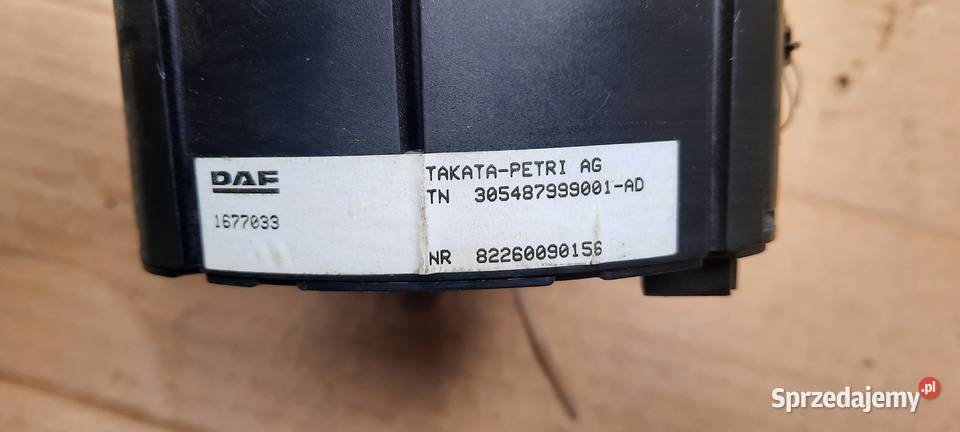 DAF
1677033
TAKATA-PETRI AG
TN 305487999001-AD
NR 82260090156
Sprzedajemy.pl